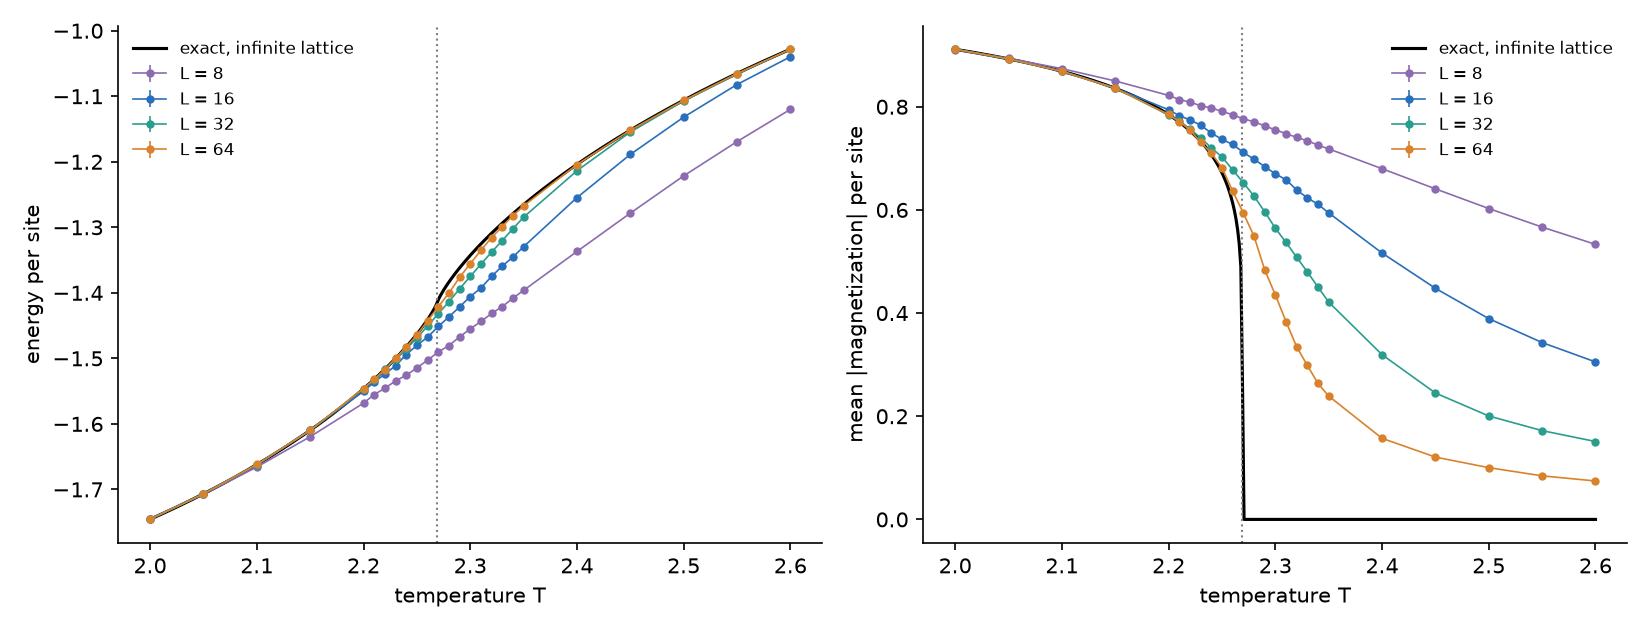 energy per site
−1.0
−1.1
−1.2
−1.3
−1.4
−1.5
−1.6
−1.7
exact, infinite lattice
L = 8
L = 16
L = 32
L = 64
2.0 2.1 2.2 2.3 2.4 2.5 2.6
temperature T
mean |magnetization| per site
0.8
0.6
0.4
0.2
0.0
exact, infinite lattice
L = 8
L = 16
L = 32
L = 64
2.0 2.1 2.2 2.3 2.4 2.5 2.6
temperature T